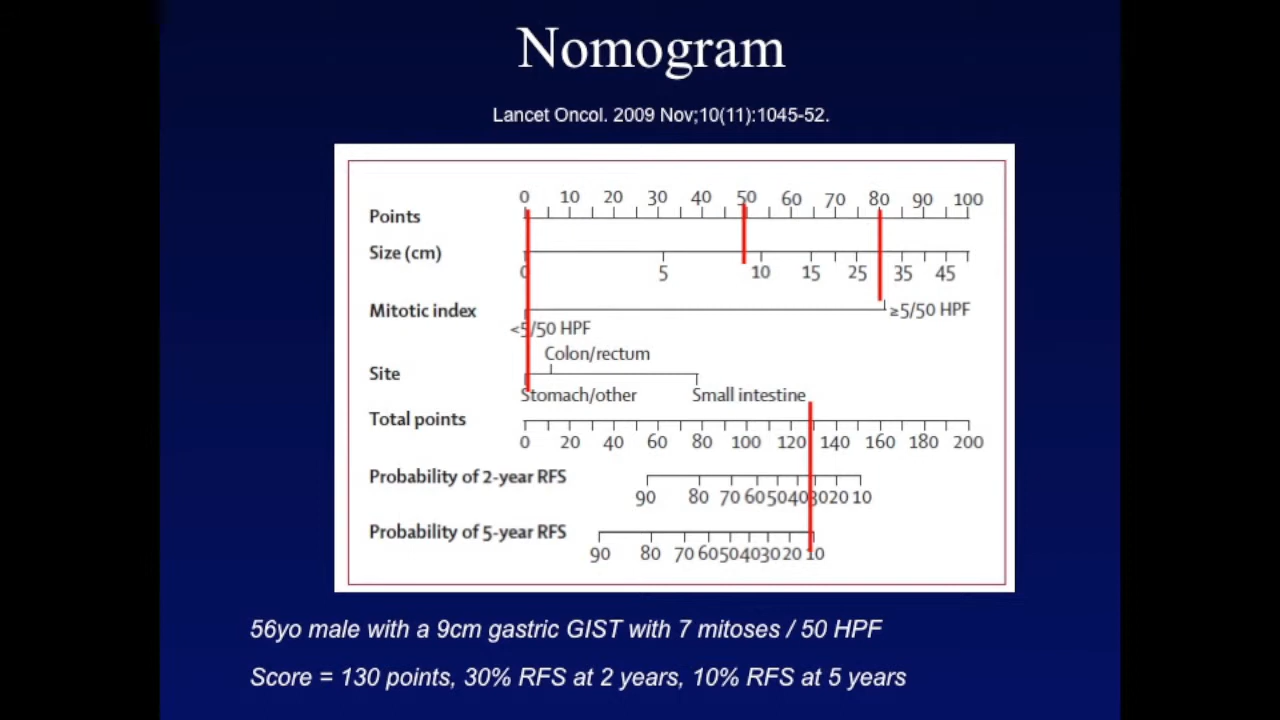 Nomogram
Lancet Oncol. 2009 Nov;10(11):1045-52.
0 10 20 30 40 50 60 70 80 90 100
Points
Size (cm)
0 5 10 15 25 35 45
Mitotic index
≥5/50 HPF
<5/50 HPF
Colon/rectum
Site
Stomach/other Small intestine
Total points
0 20 40 60 80 100 120 140 160 180 200
Probability of 2-year RFS
90 80 70 60 50 40 30 20 10
Probability of 5-year RFS
90 80 70 60 50 40 30 20 10
56yo male with a 9cm gastric GIST with 7 mitoses / 50 HPF
Score = 130 points, 30% RFS at 2 years, 10% RFS at 5 years